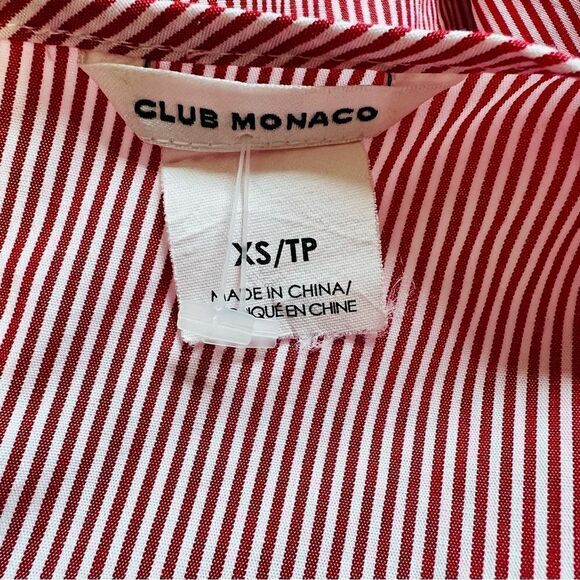 CLUB MONACO
XS/TP
MADE IN CHINA/
EN CHINE